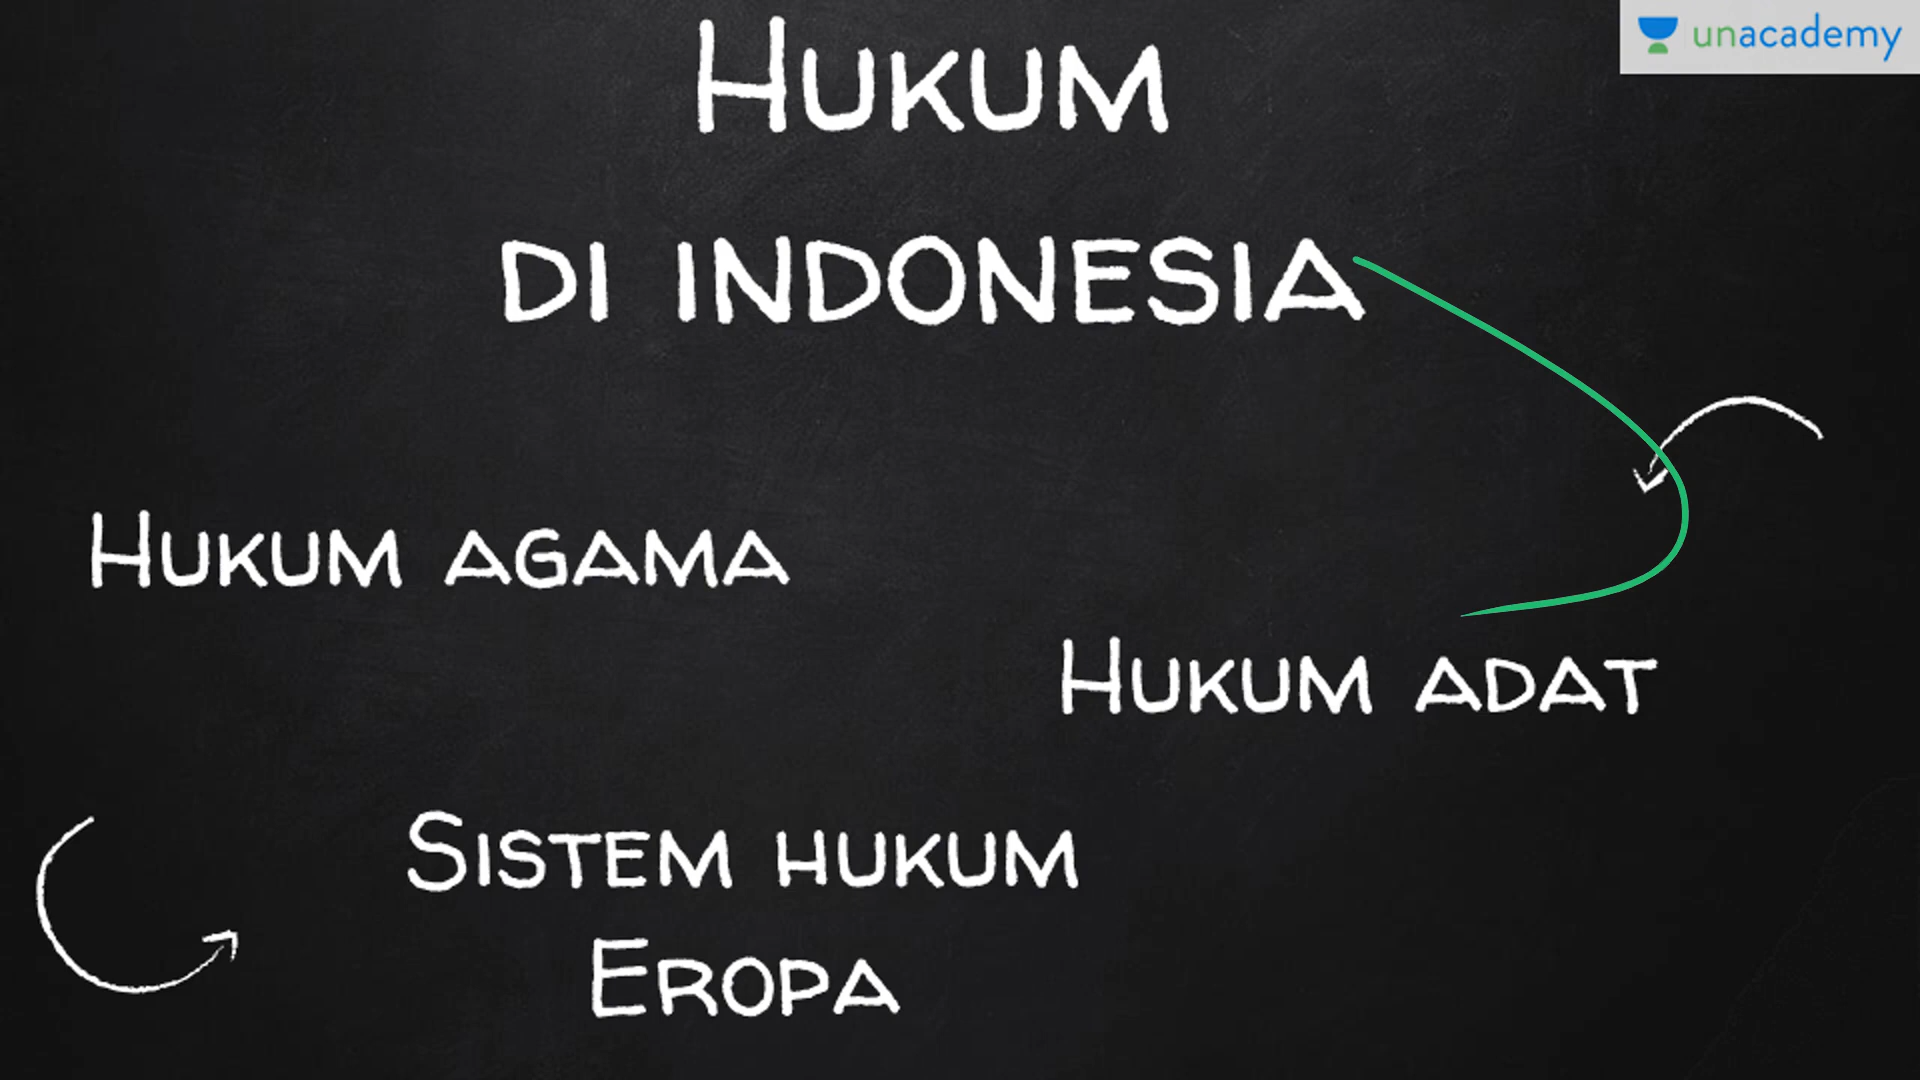 unacademy
Hukum
di indonesia
Hukum agama
Hukum adat
Sistem hukum
Eropa